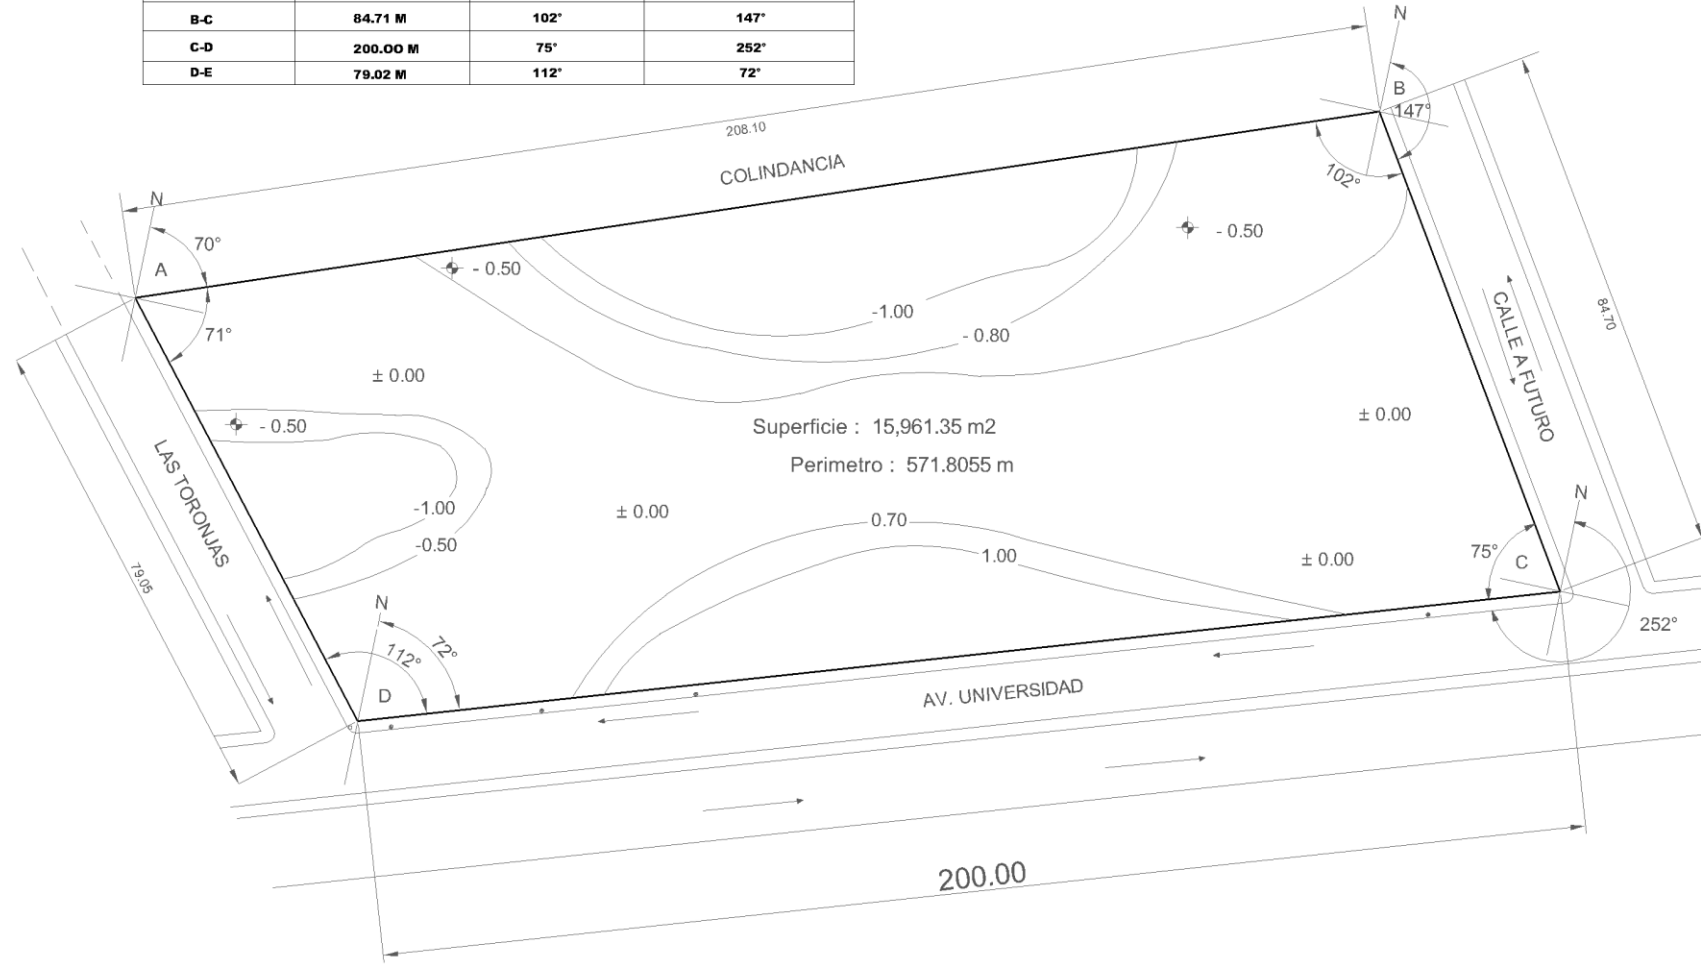 B-C 84.71 M 102° 147°
C-D 200.00 M 75° 252°
D-E 79.02 M 112° 72°
N
B
147°
208.10
COLINDANCIA
102°
N
70°
A
- 0.50
- 0.50
71°
-1.00
- 0.80
84.70
CALLE A FUTURO
± 0.00
± 0.00
- 0.50
Superficie : 15,961.35 m2
Perimetro : 571.8055 m
LAS TORONJAS
-1.00
± 0.00
-0.50
0.70
1.00
± 0.00
N
75°
C
252°
79.05
N
72°
112°
D
AV. UNIVERSIDAD
200.00